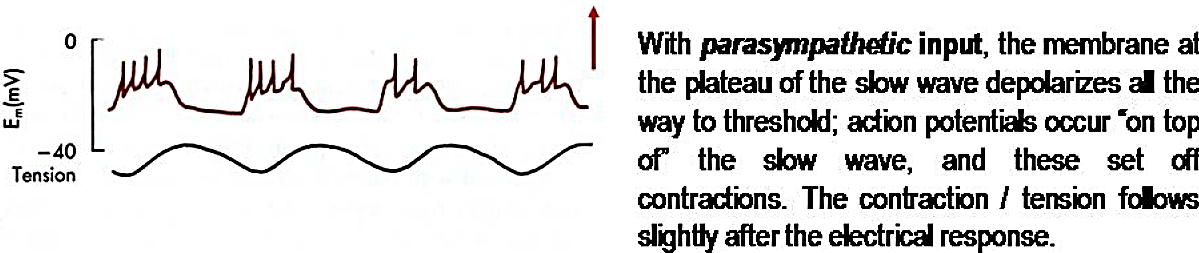 0
E_m(mV)
−40
Tension
With parasympathetic input, the membrane at
the plateau of the slow wave depolarizes all the
way to threshold; action potentials occur "on top
of" the slow wave, and these set off
contractions. The contraction / tension follows
slightly after the electrical response.